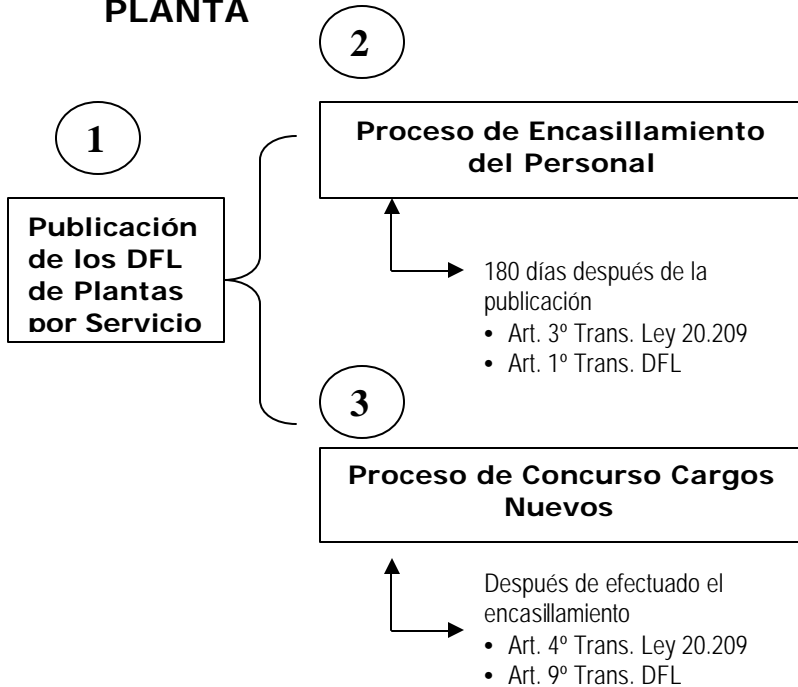 PLANTA
1
Publicación
de los DFL
de Plantas
por Servicio
2
Proceso de Encasillamiento
del Personal
180 días después de la
publicación
• Art. 3º Trans. Ley 20.209
• Art. 1º Trans. DFL
3
Proceso de Concurso Cargos
Nuevos
Después de efectuado el
encasillamiento
• Art. 4º Trans. Ley 20.209
• Art. 9º Trans. DFL